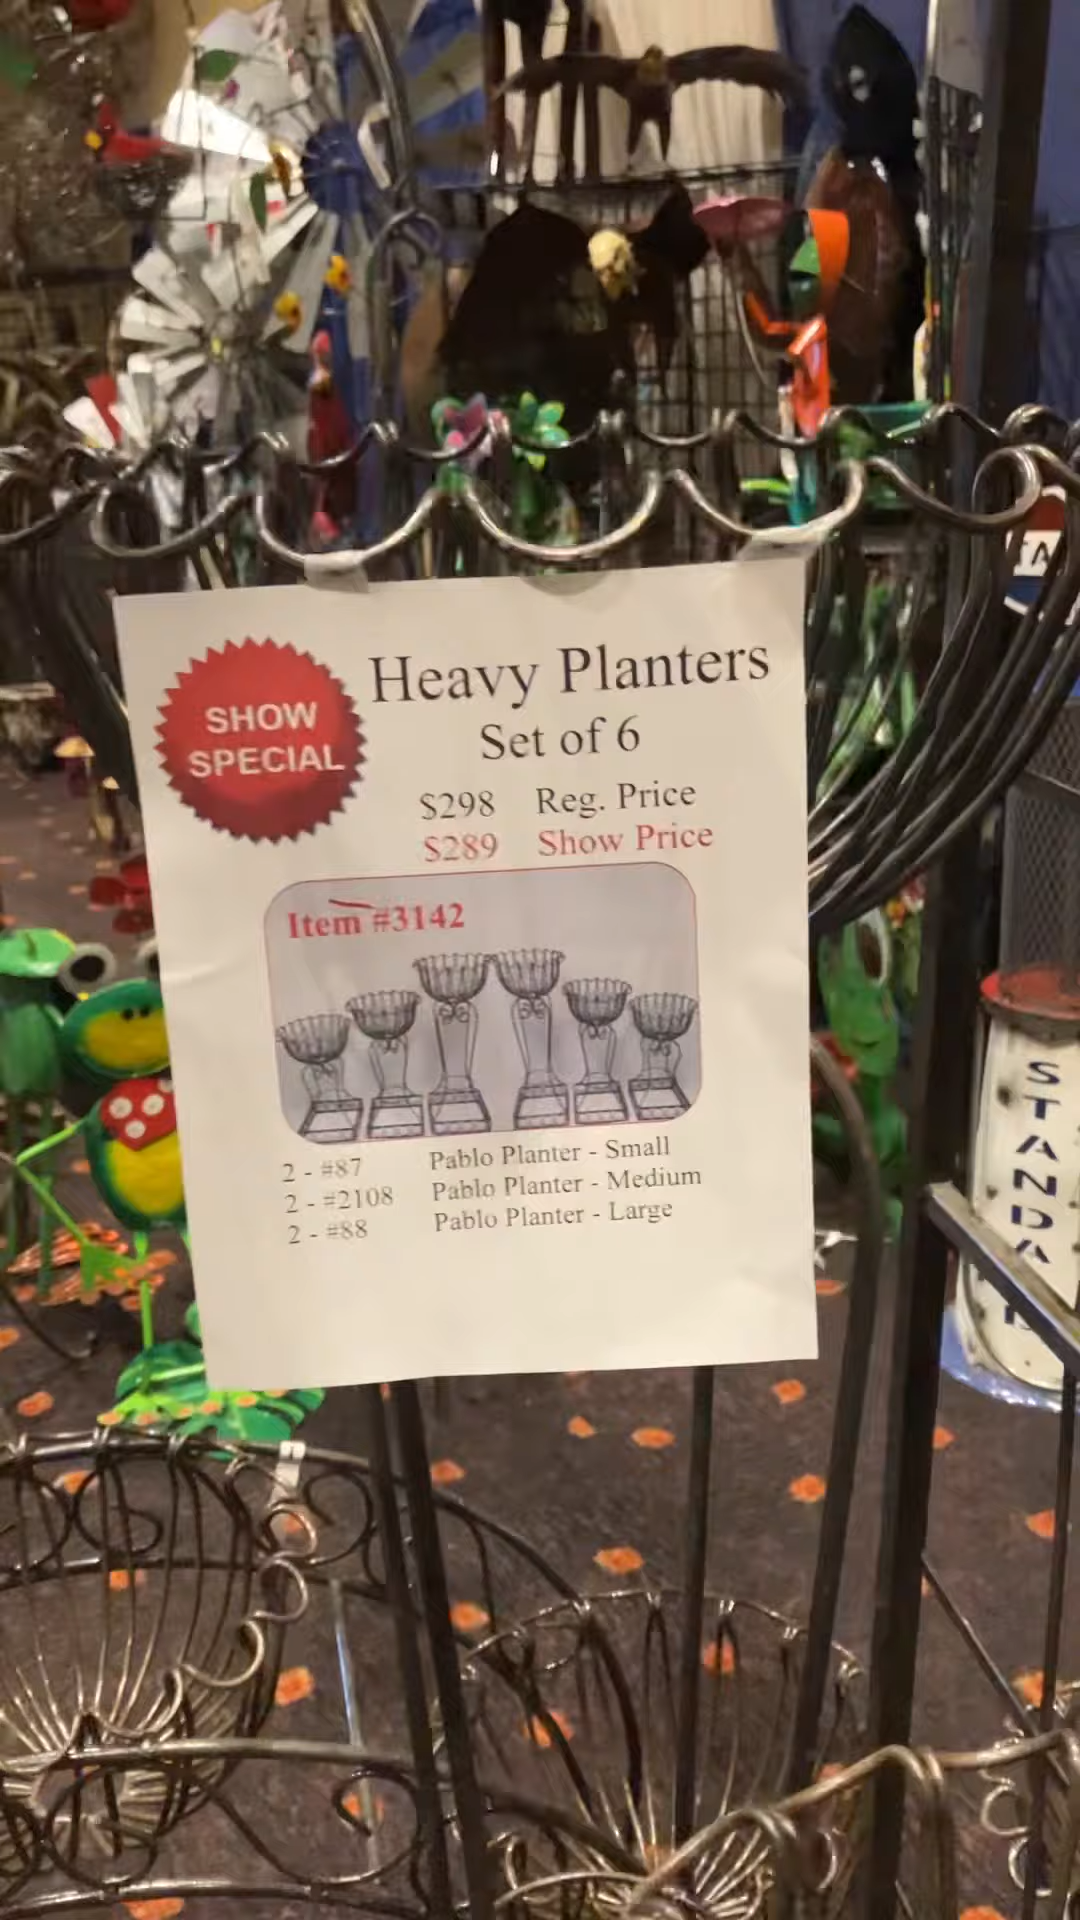 SHOW
SPECIAL
Heavy Planters
Set of 6
$298 Reg. Price
$289 Show Price
Item #3142
2 - #87 Pablo Planter - Small
2 - #2108 Pablo Planter - Medium
2 - #88 Pablo Planter - Large
TA
STANDA